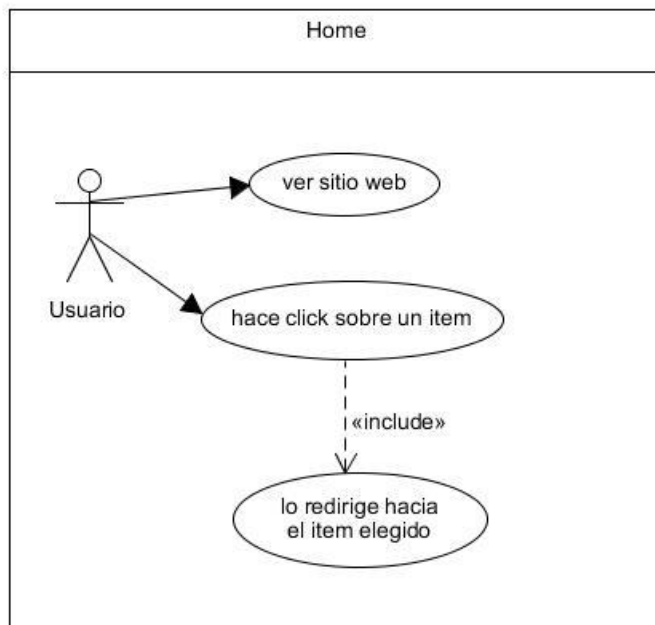 Home
ver sitio web
Usuario
hace click sobre un item
«include»
lo redirige hacia
el item elegido